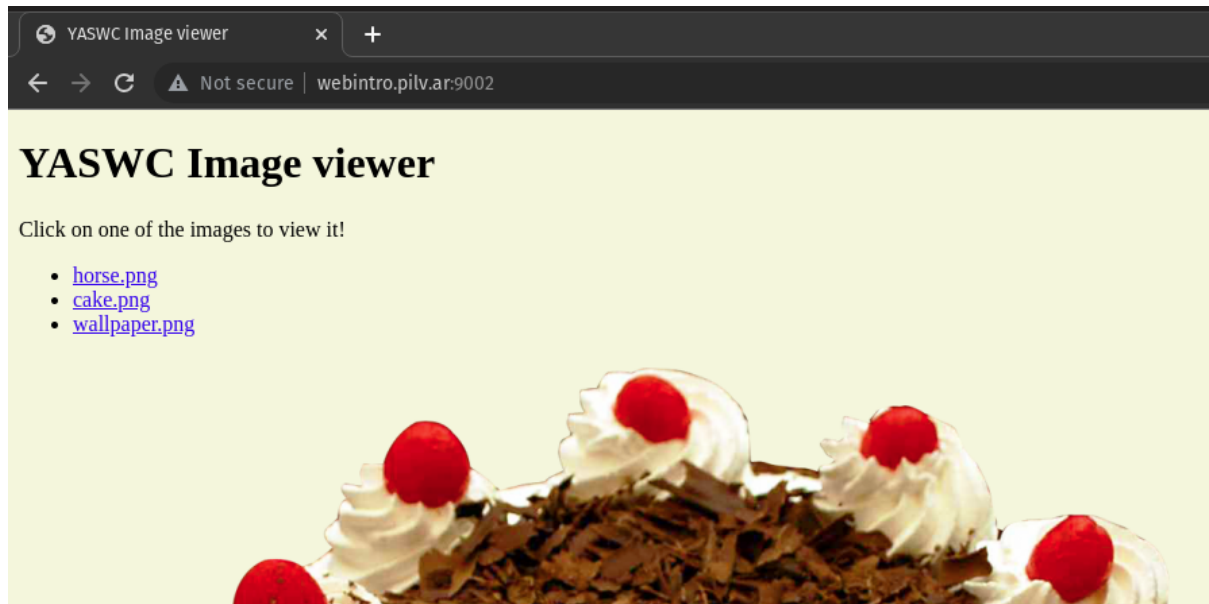 YASWC Image viewer
Not secure webintro.pilv.ar:9002
YASWC Image viewer
Click on one of the images to view it!
horse.png
cake.png
wallpaper.png